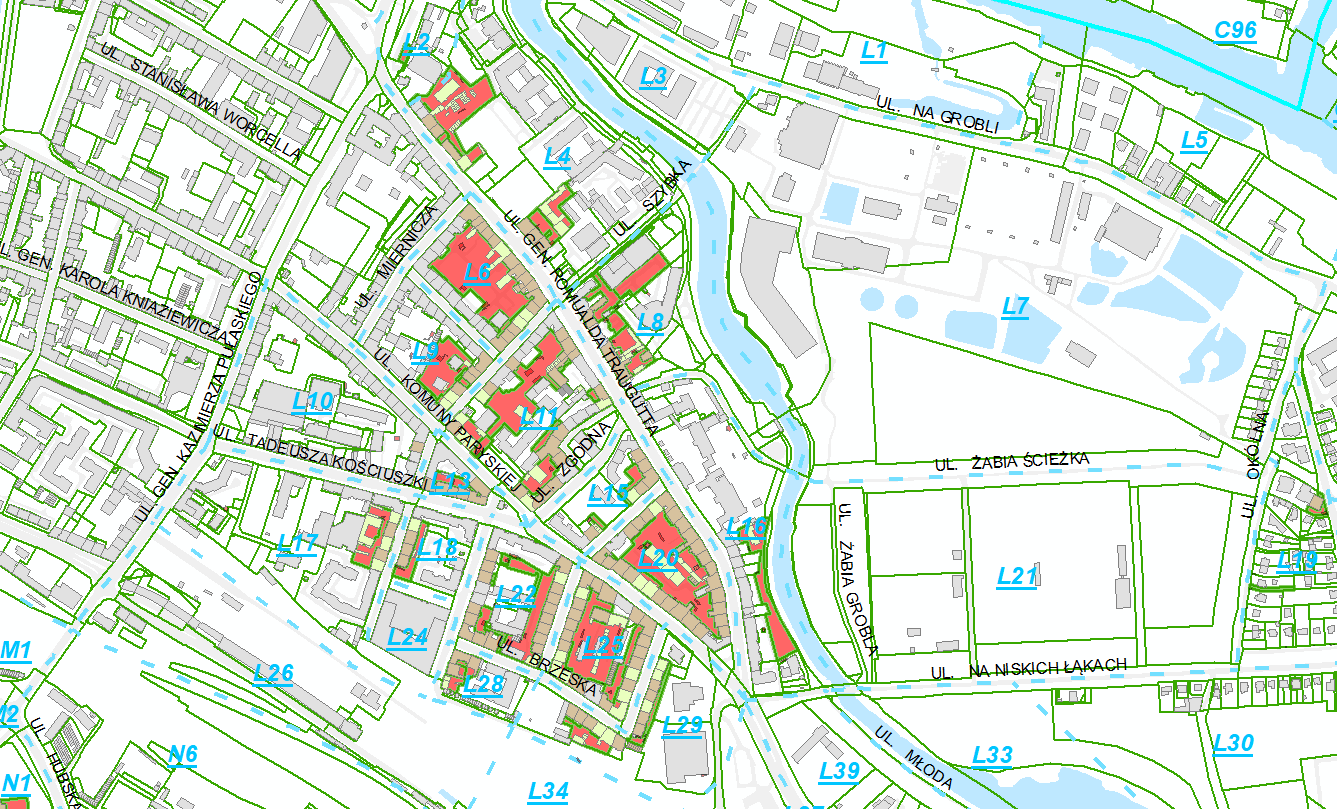 C96
L2
L1
L3
UL. STANISŁAWA WORCELLA
UL. NA GROBLI
L5
L4
UL. SZYBKA
UL. MIERNICZA
UL. GEN. ROMUALDA TRAUGUTTA
L. GEN. KAROLA KNIAZIEWICZA
L6
UL. GEN. KAZIMIERZA PUŁASKIEGO
L7
L8
L9
UL. KOMUNY PARYSKIEJ
L10
L11
UL. TADEUSZA KOŚCIUSZKI
UL. ZGODNA
UL. ŻABIA ŚCIEŻKA
UL. OKÓLNA
L13
L15
L16
UL. ŻABIA GROBLA
L17
L18
L20
L19
L21
L22
L24
L25
UL. BRZESKA
M1
L26
L28
UL. NA NISKICH ŁĄKACH
M2
UL. HUBSKA
L29
UL. MŁODA
L30
N6
L33
N1
L39
L34